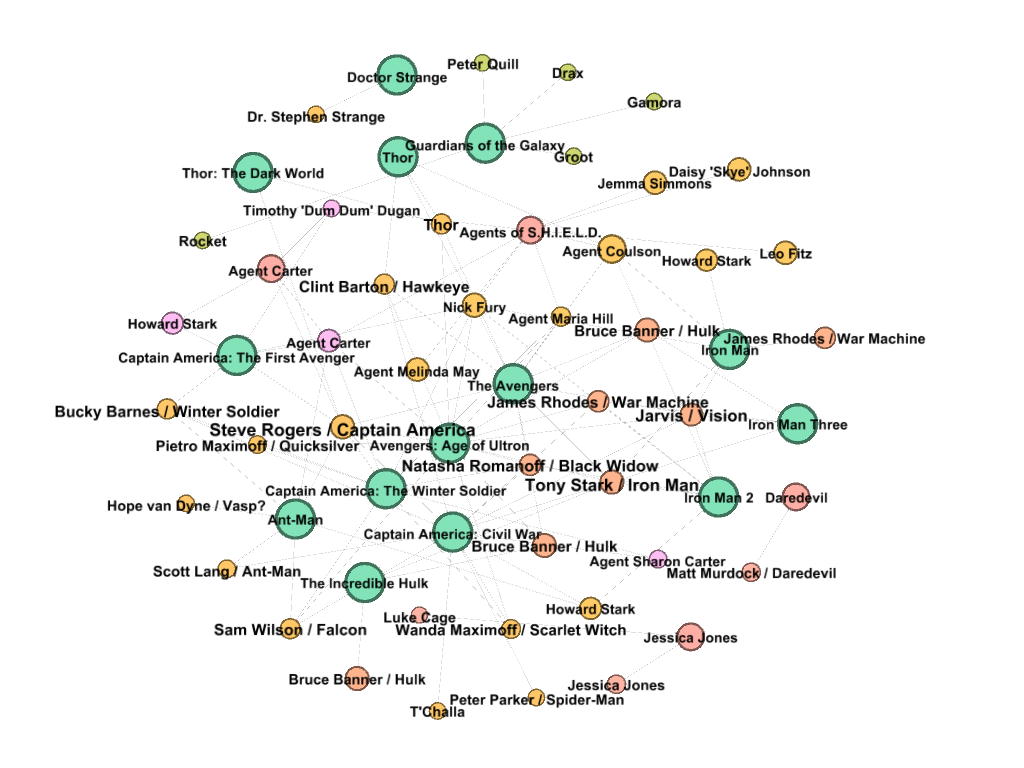 Peter Quill
Drax
Doctor Strange
Gamora
Dr. Stephen Strange
Guardians of the Galaxy
Thor
Groot
Thor: The Dark World
Daisy 'Skye' Johnson
Jemma Simmons
Timothy 'Dum Dum' Dugan
Thor
Agents of S.H.I.E.L.D.
Rocket
Agent Coulson
Leo Fitz
Howard Stark
Agent Carter
Clint Barton / Hawkeye
Nick Fury
Agent Maria Hill
Howard Stark
Bruce Banner / Hulk
James Rhodes / War Machine
Agent Carter
Iron Man
Captain America: The First Avenger
Agent Melinda May
The Avengers
James Rhodes / War Machine
Bucky Barnes / Winter Soldier
Jarvis / Vision
Iron Man Three
Steve Rogers / Captain America
Pietro Maximoff / Quicksilver
Avengers: Age of Ultron
Natasha Romanoff / Black Widow
Tony Stark / Iron Man
Captain America: The Winter Soldier
Iron Man 2
Daredevil
Hope van Dyne / Vasp?
Ant-Man
Captain America: Civil War
Bruce Banner / Hulk
Agent Sharon Carter
Scott Lang / Ant-Man
Matt Murdock / Daredevil
The Incredible Hulk
Howard Stark
Luke Cage
Sam Wilson / Falcon
Wanda Maximoff / Scarlet Witch
Jessica Jones
Bruce Banner / Hulk
Jessica Jones
Peter Parker / Spider-Man
T'Challa